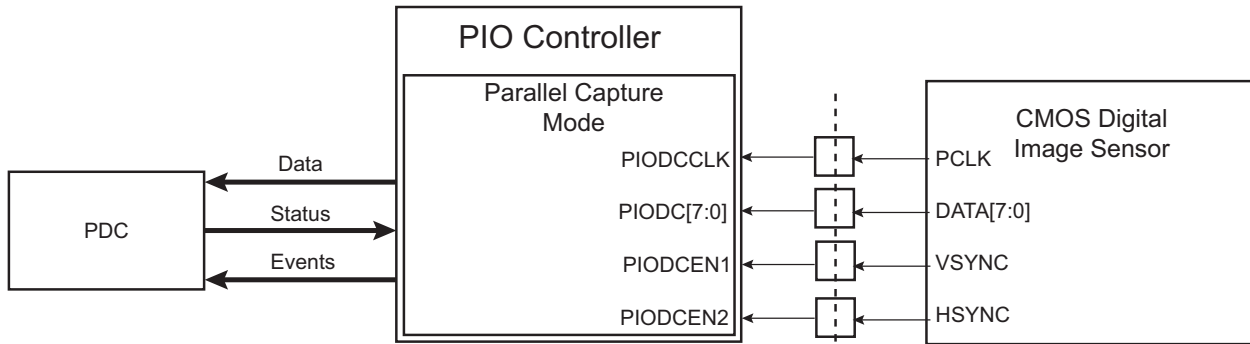 PIO Controller
Parallel Capture
Mode
PIODCCLK
PIODC[7:0]
PIODCEN1
PIODCEN2
Data
Status
Events
PDC
CMOS Digital
Image Sensor
PCLK
DATA[7:0]
VSYNC
HSYNC